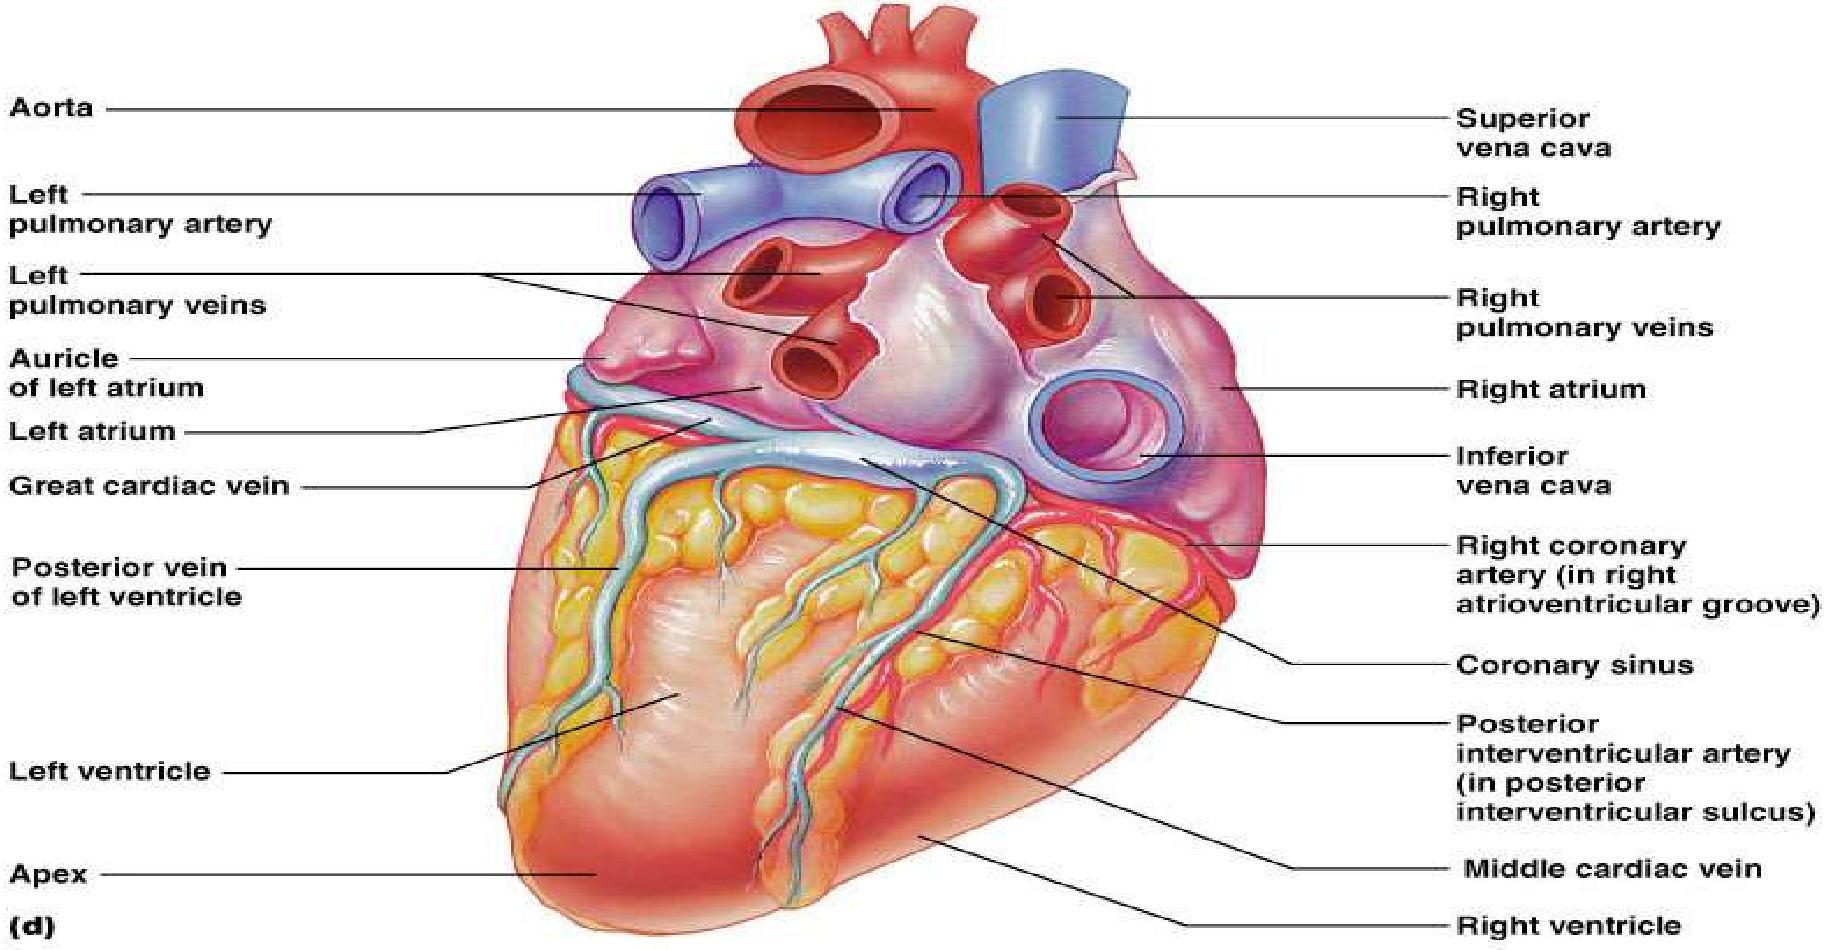 Aorta
Left
pulmonary artery
Left
pulmonary veins
Auricle
of left atrium
Left atrium
Great cardiac vein
Posterior vein
of left ventricle
Left ventricle
Apex
(d)
Superior
vena cava
Right
pulmonary artery
Right
pulmonary veins
Right atrium
Inferior
vena cava
Right coronary
artery (in right
atrioventricular groove)
Coronary sinus
Posterior
interventricular artery
(in posterior
interventricular sulcus)
Middle cardiac vein
Right ventricle